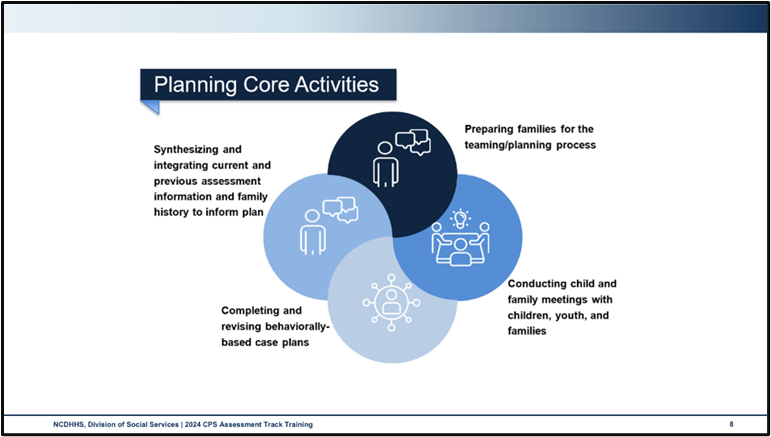 Planning Core Activities
Preparing families for the
teaming/planning process
Synthesizing and
integrating current and
previous assessment
information and family
history to inform plan
Conducting child and
family meetings with
children, youth, and
families
Completing and
revising behaviorally-
based case plans
NCDHHS, Division of Social Services | 2024 CPS Assessment Track Training
8